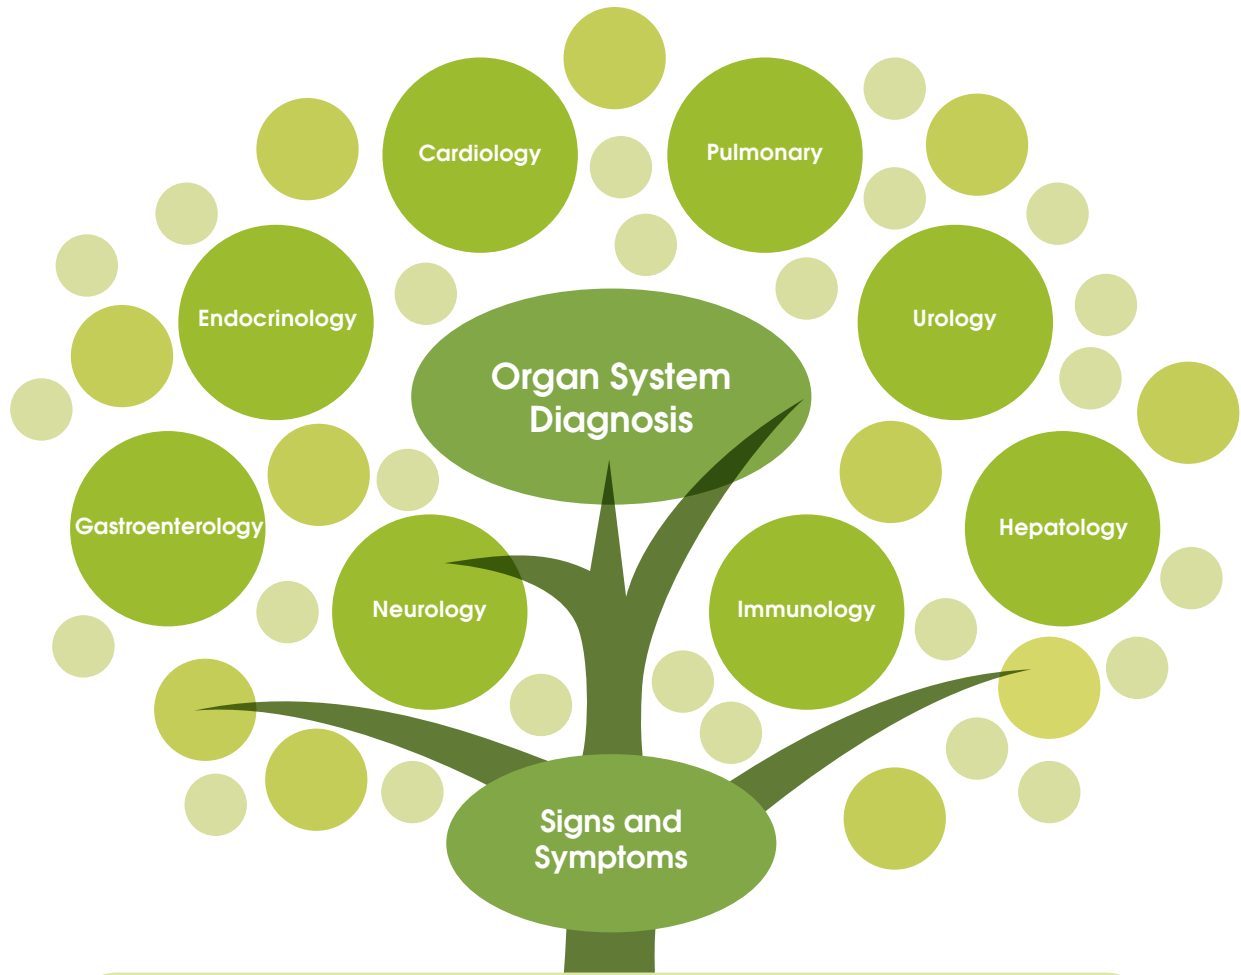 Cardiology
Pulmonary
Endocrinology
Urology
Organ System
Diagnosis
Gastroenterology
Hepatology
Neurology
Immunology
Signs and
Symptoms